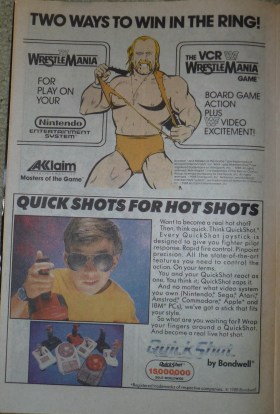 TWO WAYS TO WIN IN THE RING!
WRESTLEMANIA
FOR
PLAY ON
YOUR
Nintendo
ENTERTAINMENT
SYSTEM
AKKlaim
Masters of the Game
THE VCR
WRESTLEMANIA
GAME
BOARD GAME
ACTION
PLUS
VIDEO
EXCITEMENT!
QUICK SHOTS FOR HOT SHOTS
Want to become a real hot shot?
Then, think quick. Think QuickShot.
Every QuickShot joystick is
designed to give you fighter pilot
response. Rapid fire control. Pinpoint
precision. All the state-of-the-art
features you need to control the
action. On your terms.
You and your QuickShot react as
one. You think it; QuickShot zaps it.
And no matter what video system
you own (Nintendo, Sega, Atari,
Amstrad, Commodore, Apple and
IBM PCs), we've got a stick that fits
your style.
So what are you waiting for? Wrap
your fingers around a QuickShot.
And become a real live hot shot.
QuickShot
by Bondwell
15,000,000